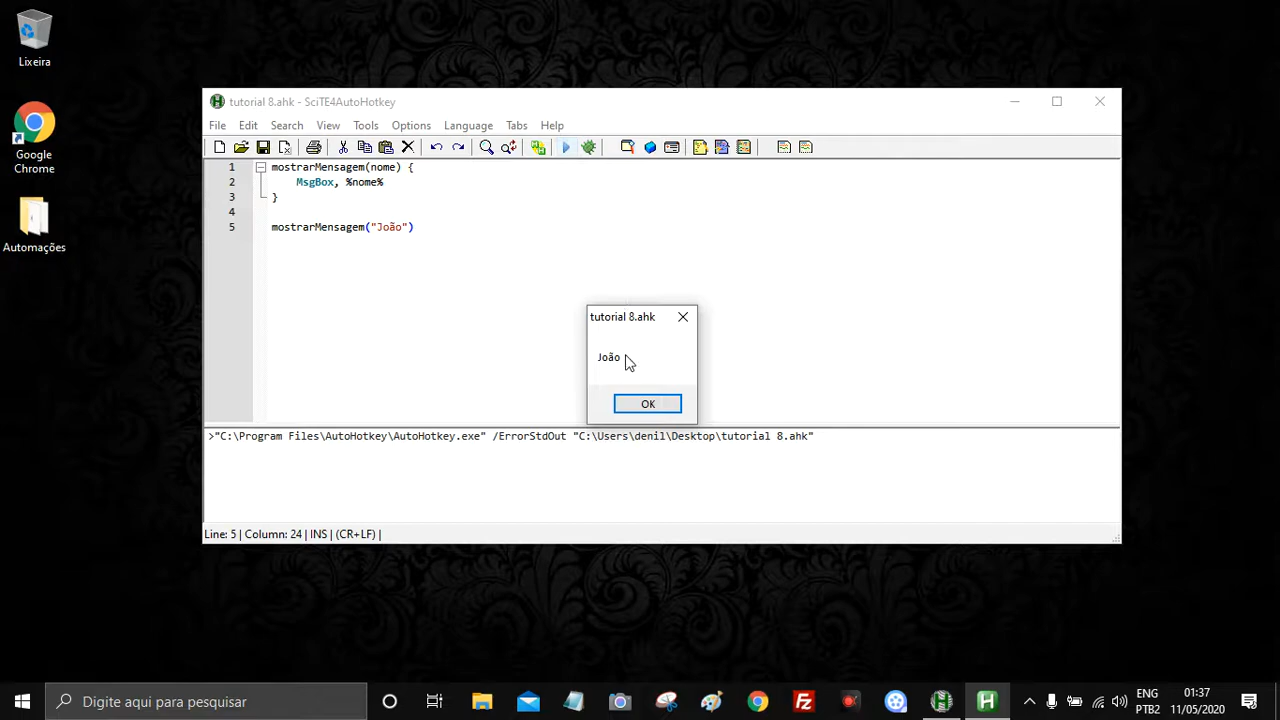 Lixeira
Google
Chrome
Automações
tutorial 8.ahk - SciTE4AutoHotkey
File Edit Search View Tools Options Language Tabs Help
1 mostrarMensagem(nome) {
2 MsgBox, %nome%
3 }
4
5 mostrarMensagem("João")
tutorial 8.ahk
João
OK
>"C:\Program Files\AutoHotkey\AutoHotkey.exe" /ErrorStdOut "C:\Users\denil\Desktop\tutorial 8.ahk"
Line: 5 | Column: 24 | INS | (CR+LF) |
Digite aqui para pesquisar
ENG
PTB2
01:37
11/05/2020